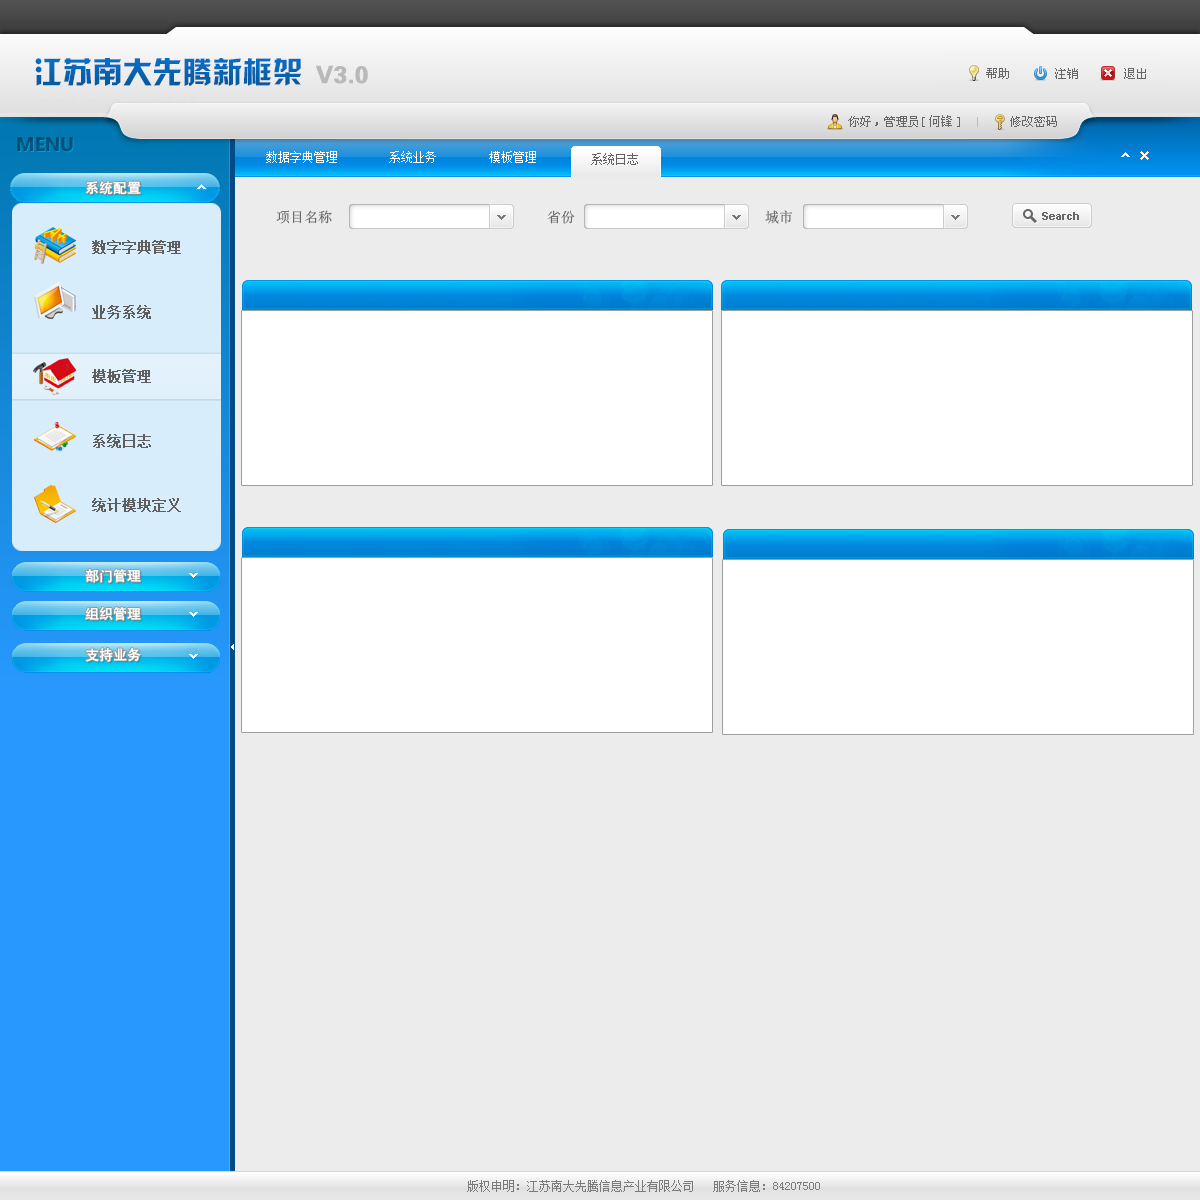 江苏南大先腾新框架 V3.0
帮助 注销 退出
你好，管理员[ 何锋 ] | 修改密码
MENU
数据字典管理 系统业务 模板管理 系统日志
系统配置
项目名称 省份 城市 Search
数字字典管理
业务系统
模板管理
系统日志
统计模块定义
部门管理
组织管理
支持业务
版权申明：江苏南大先腾信息产业有限公司 服务信息：84207500